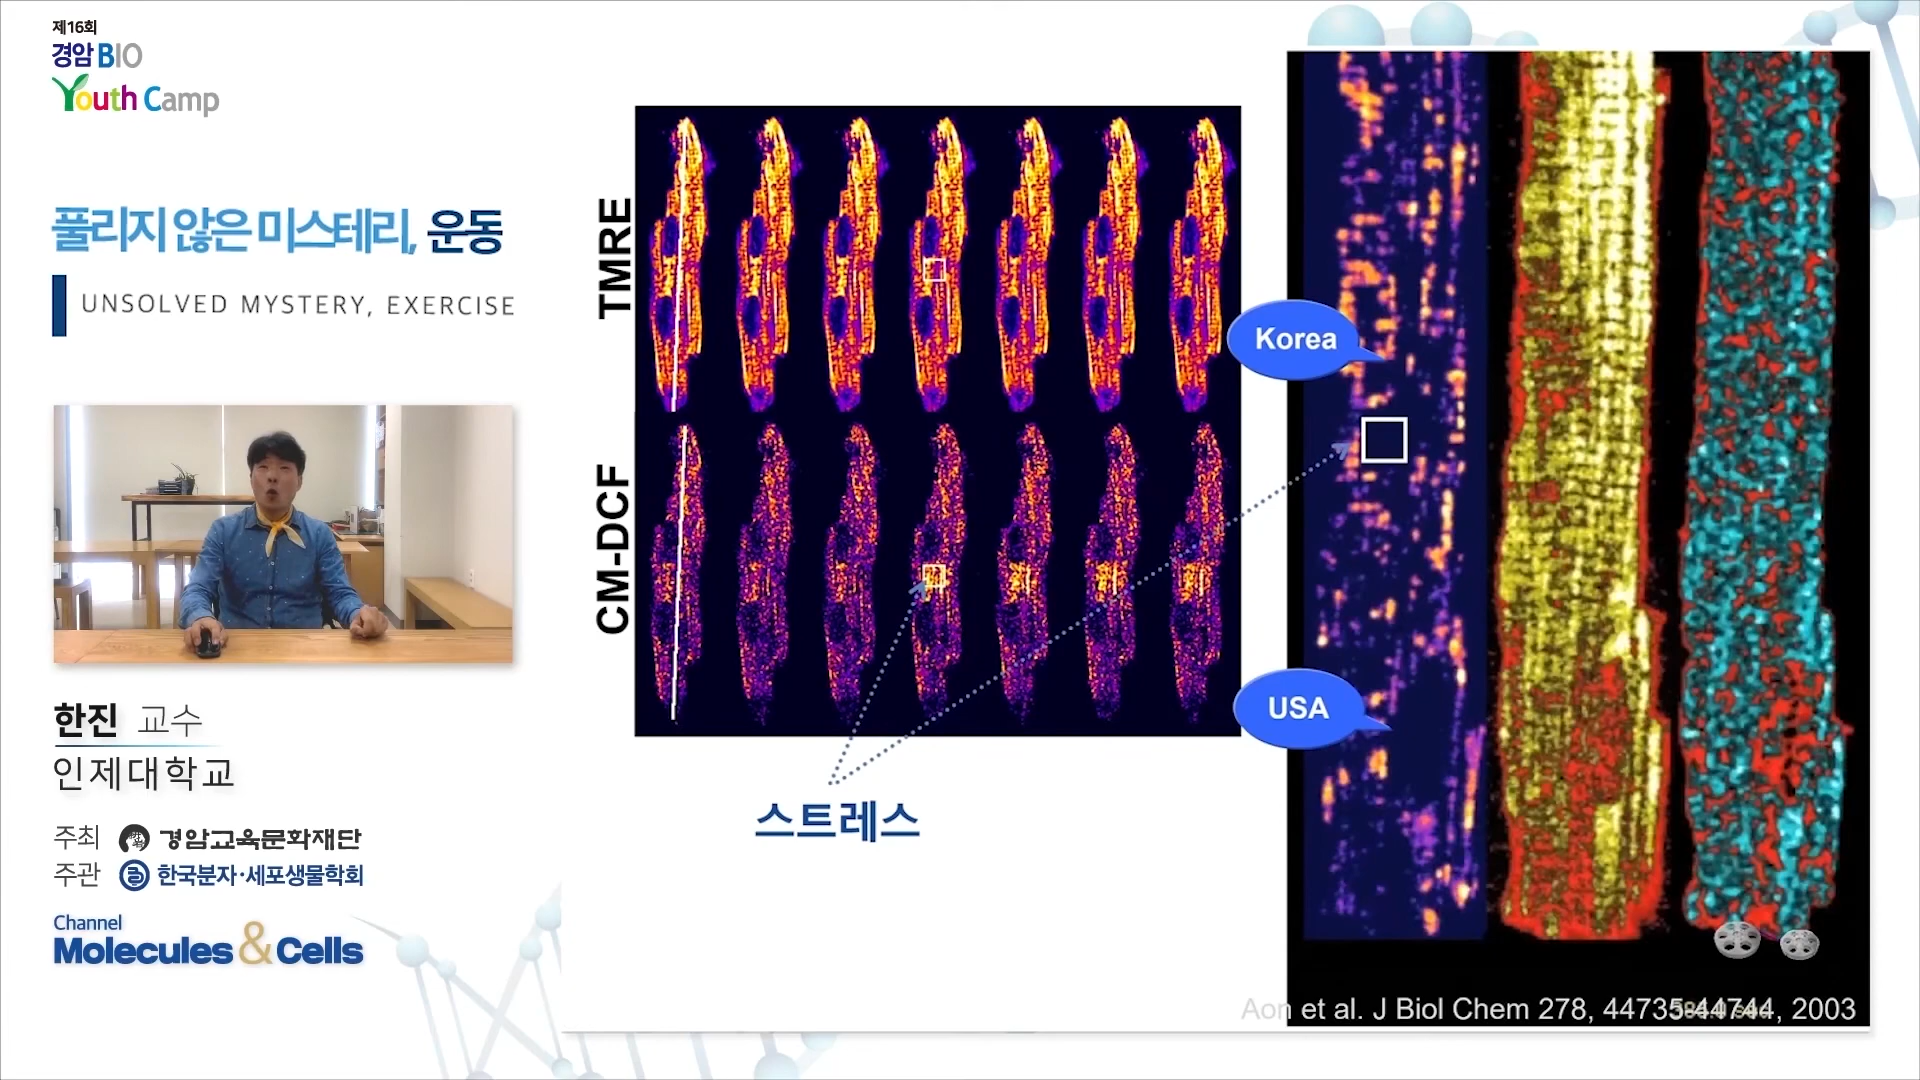 제16회
경암 BIO
Youth Camp
풀리지 않은 미스테리, 운동
UNSOLVED MYSTERY, EXERCISE
한진 교수
인제대학교
주최 경암교육문화재단
주관 한국분자·세포생물학회
Channel
Molecules & Cells
TMRE
CM-DCF
스트레스
Korea
USA
Aon et al. J Biol Chem 278, 44735-44744, 2003